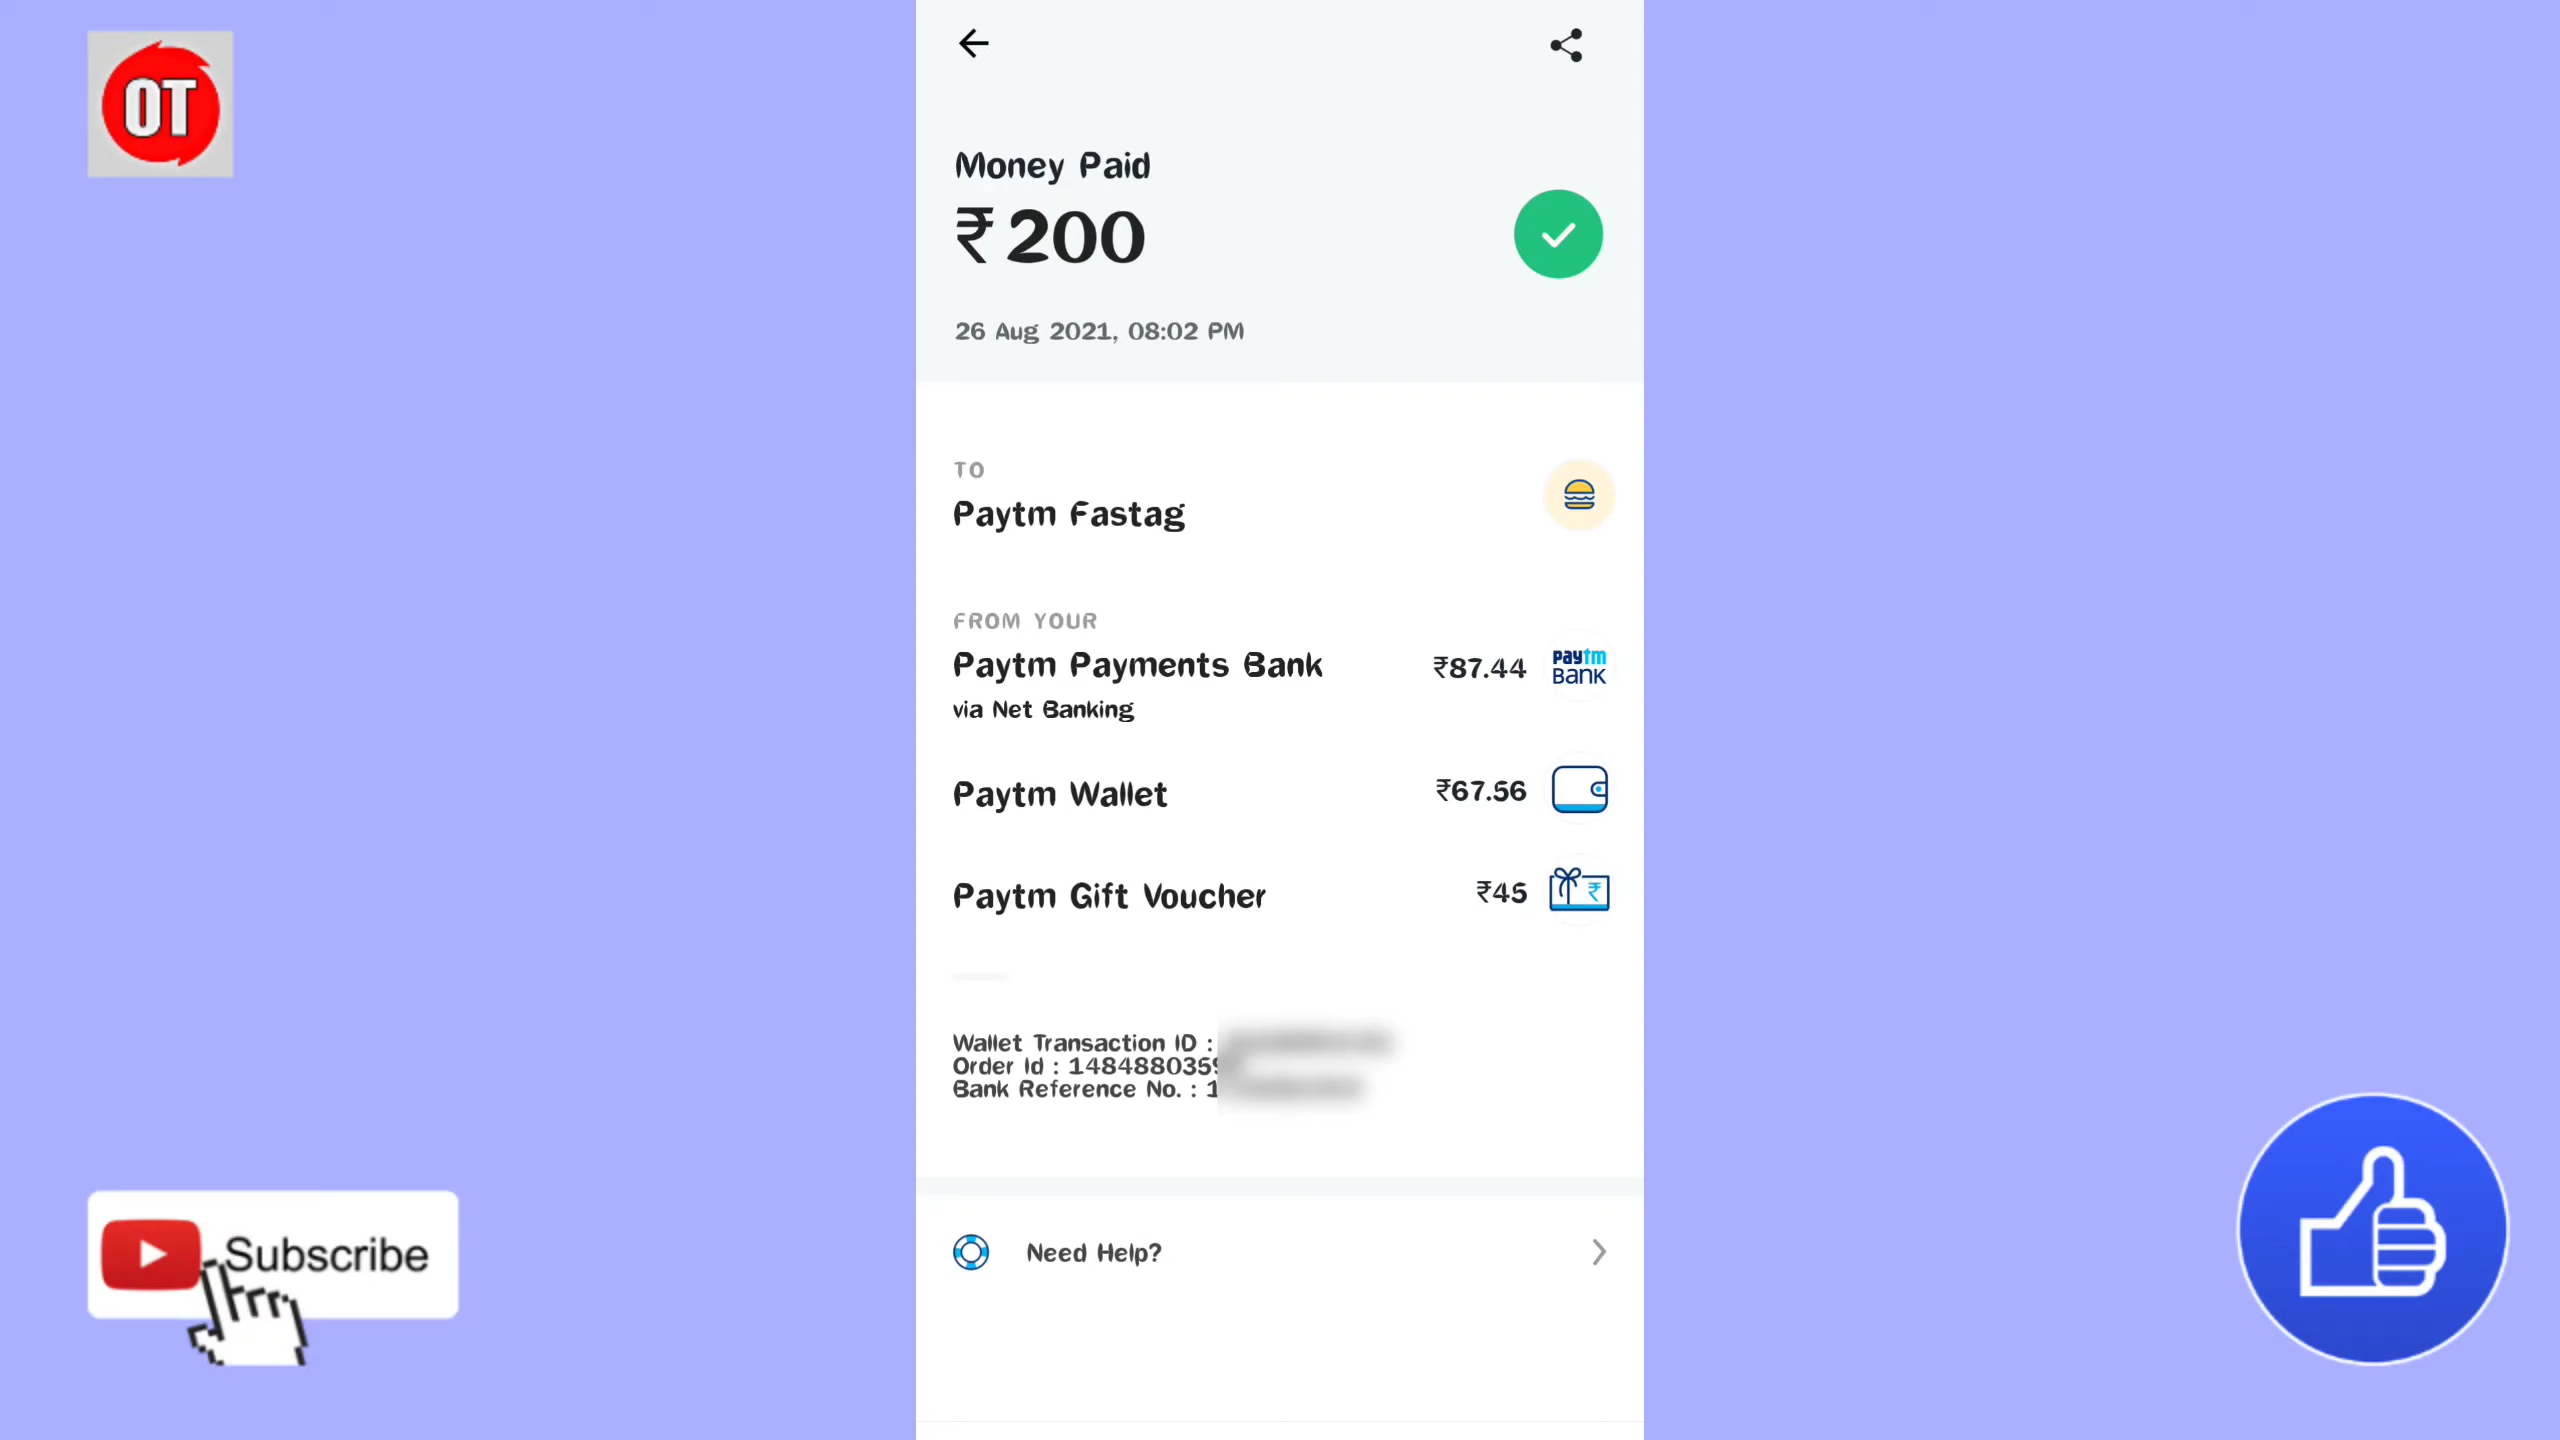 OT
Money Paid
₹200
26 Aug 2021, 08:02 PM
TO
Paytm Fastag
FROM YOUR
Paytm Payments Bank ₹87.44
paytm
BANK
via Net Banking
Paytm Wallet ₹67.56
Paytm Gift Voucher ₹45
₹
Wallet Transaction ID :
Order Id :
Bank Reference No. :
Need Help?
Subscribe